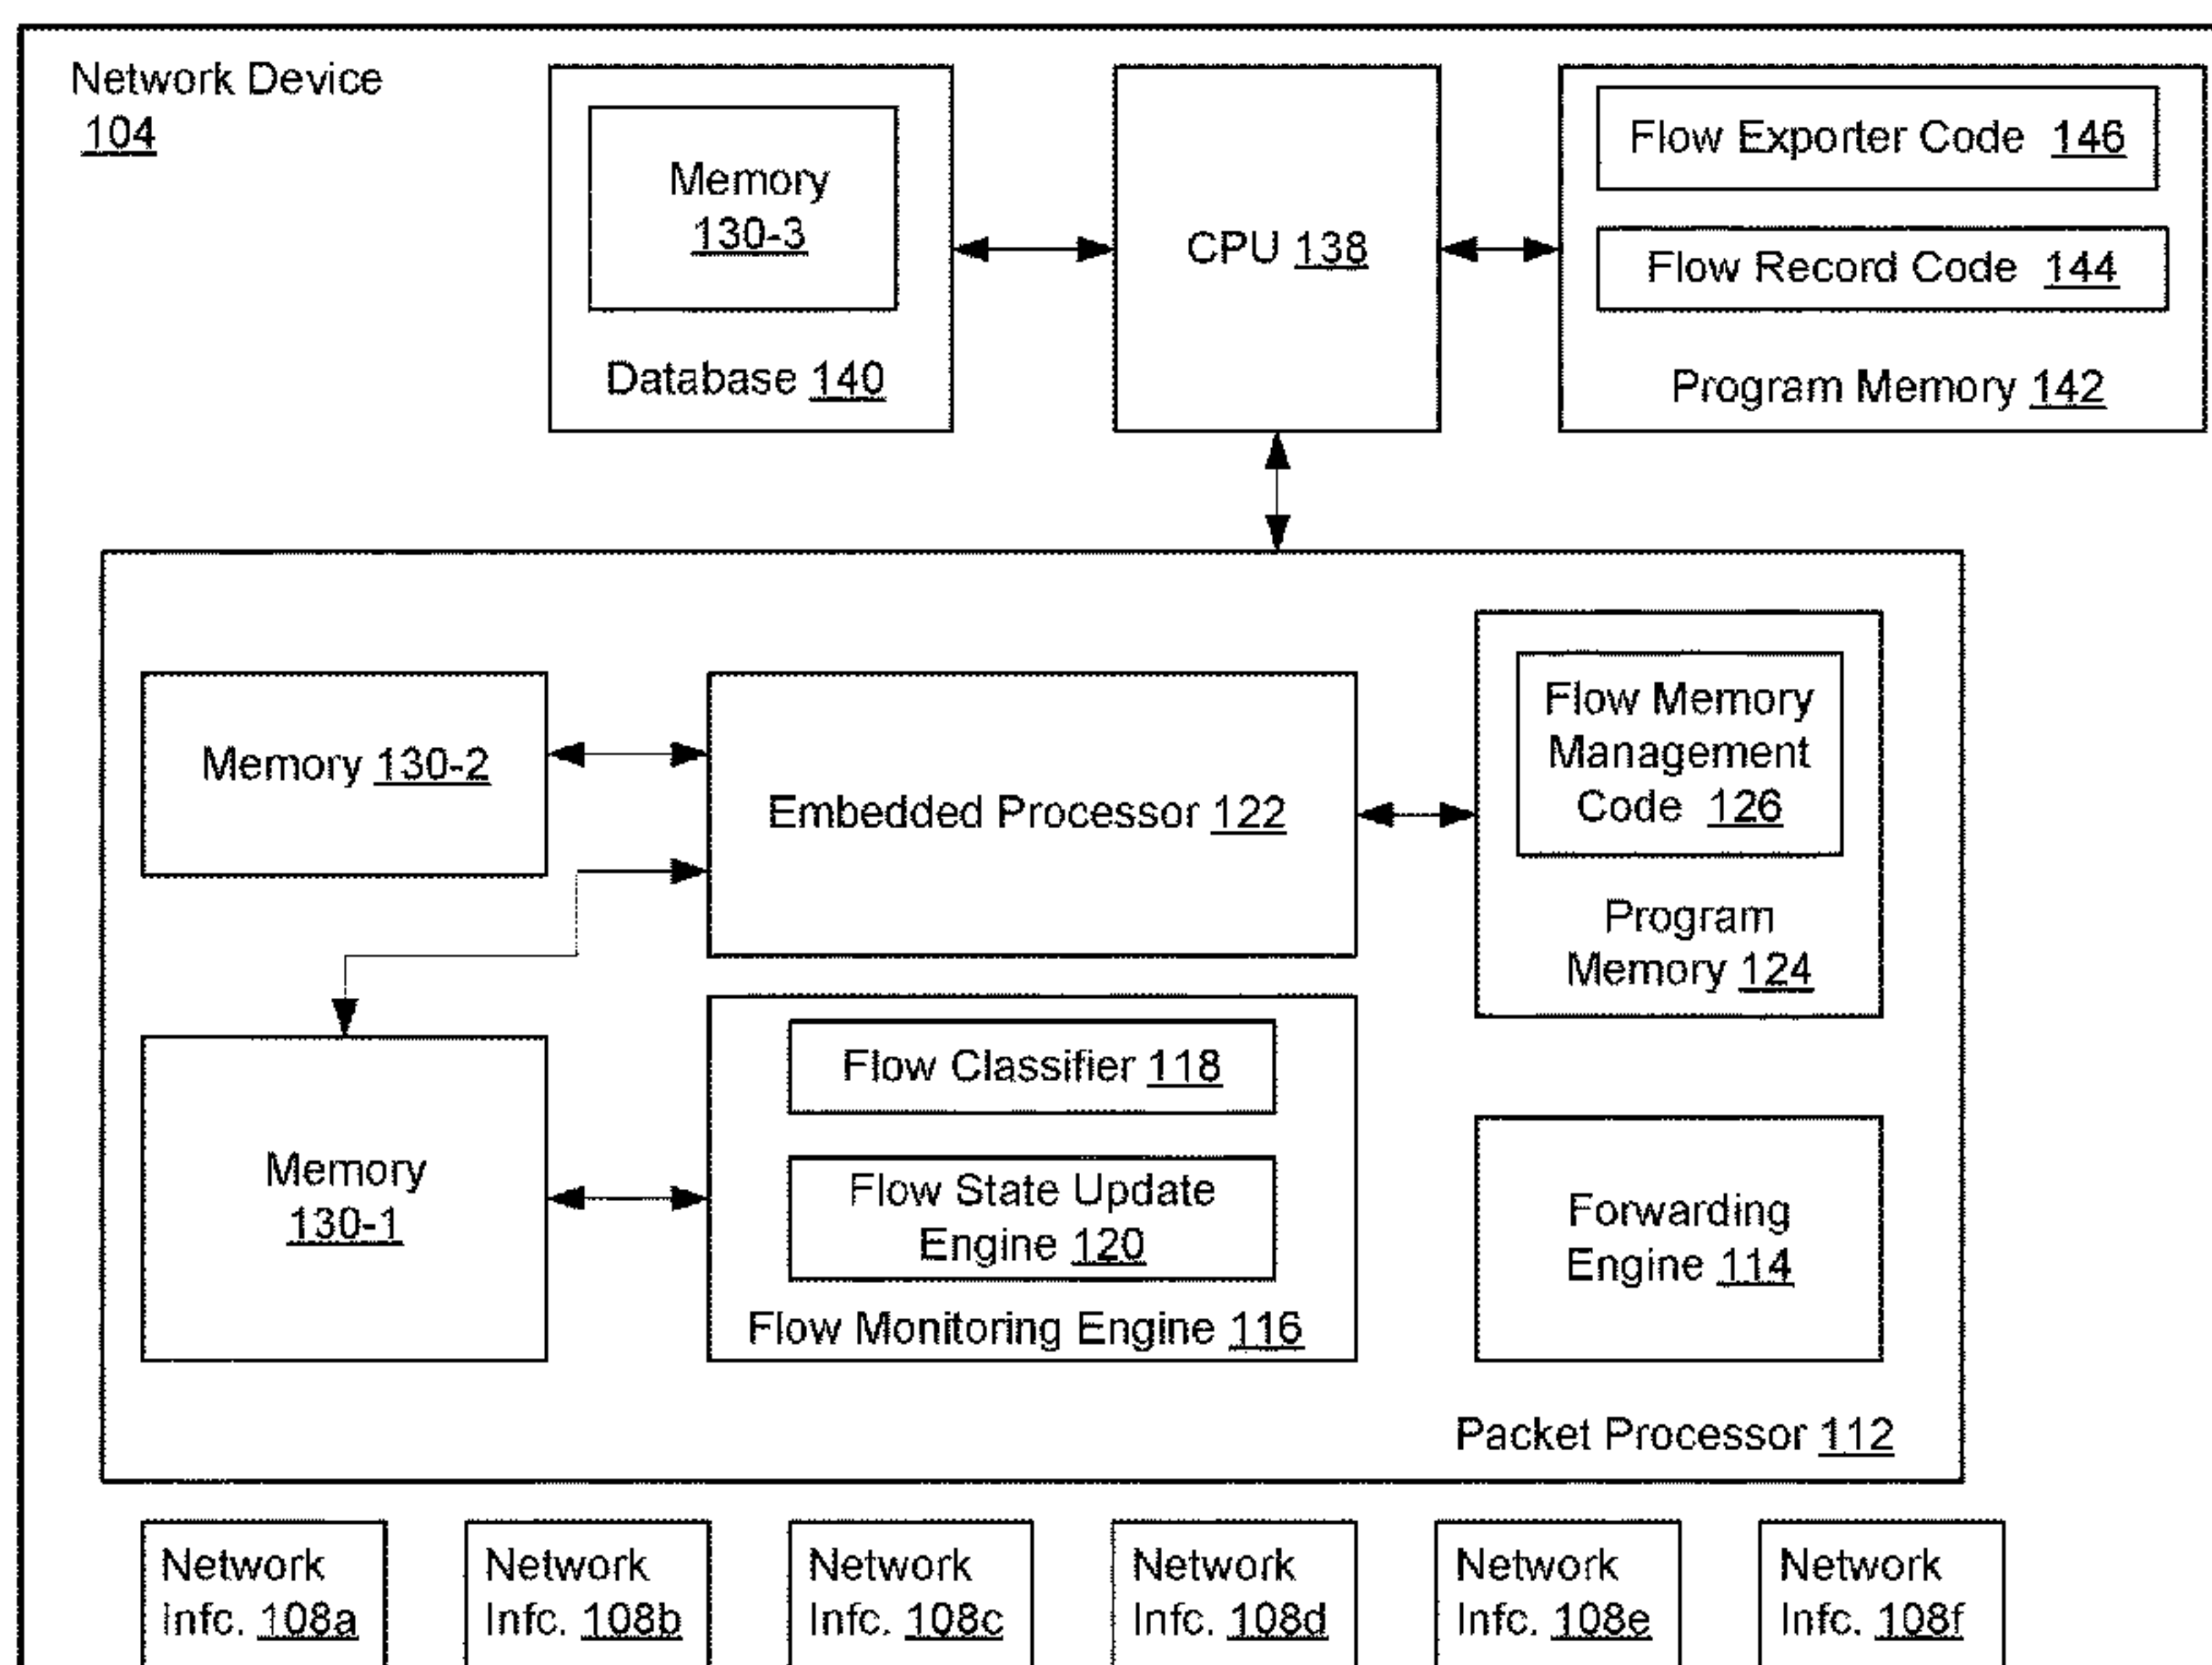 Network Device
104
Memory
130-3
Database 140
CPU 138
Flow Exporter Code 146
Flow Record Code 144
Program Memory 142
Memory 130-2
Embedded Processor 122
Flow Memory
Management
Code 126
Program
Memory 124
Memory
130-1
Flow Classifier 118
Flow State Update
Engine 120
Flow Monitoring Engine 116
Forwarding
Engine 114
Packet Processor 112
Network
Infc. 108a
Network
Infc. 108b
Network
Infc. 108c
Network
Infc. 108d
Network
Infc. 108e
Network
Infc. 108f